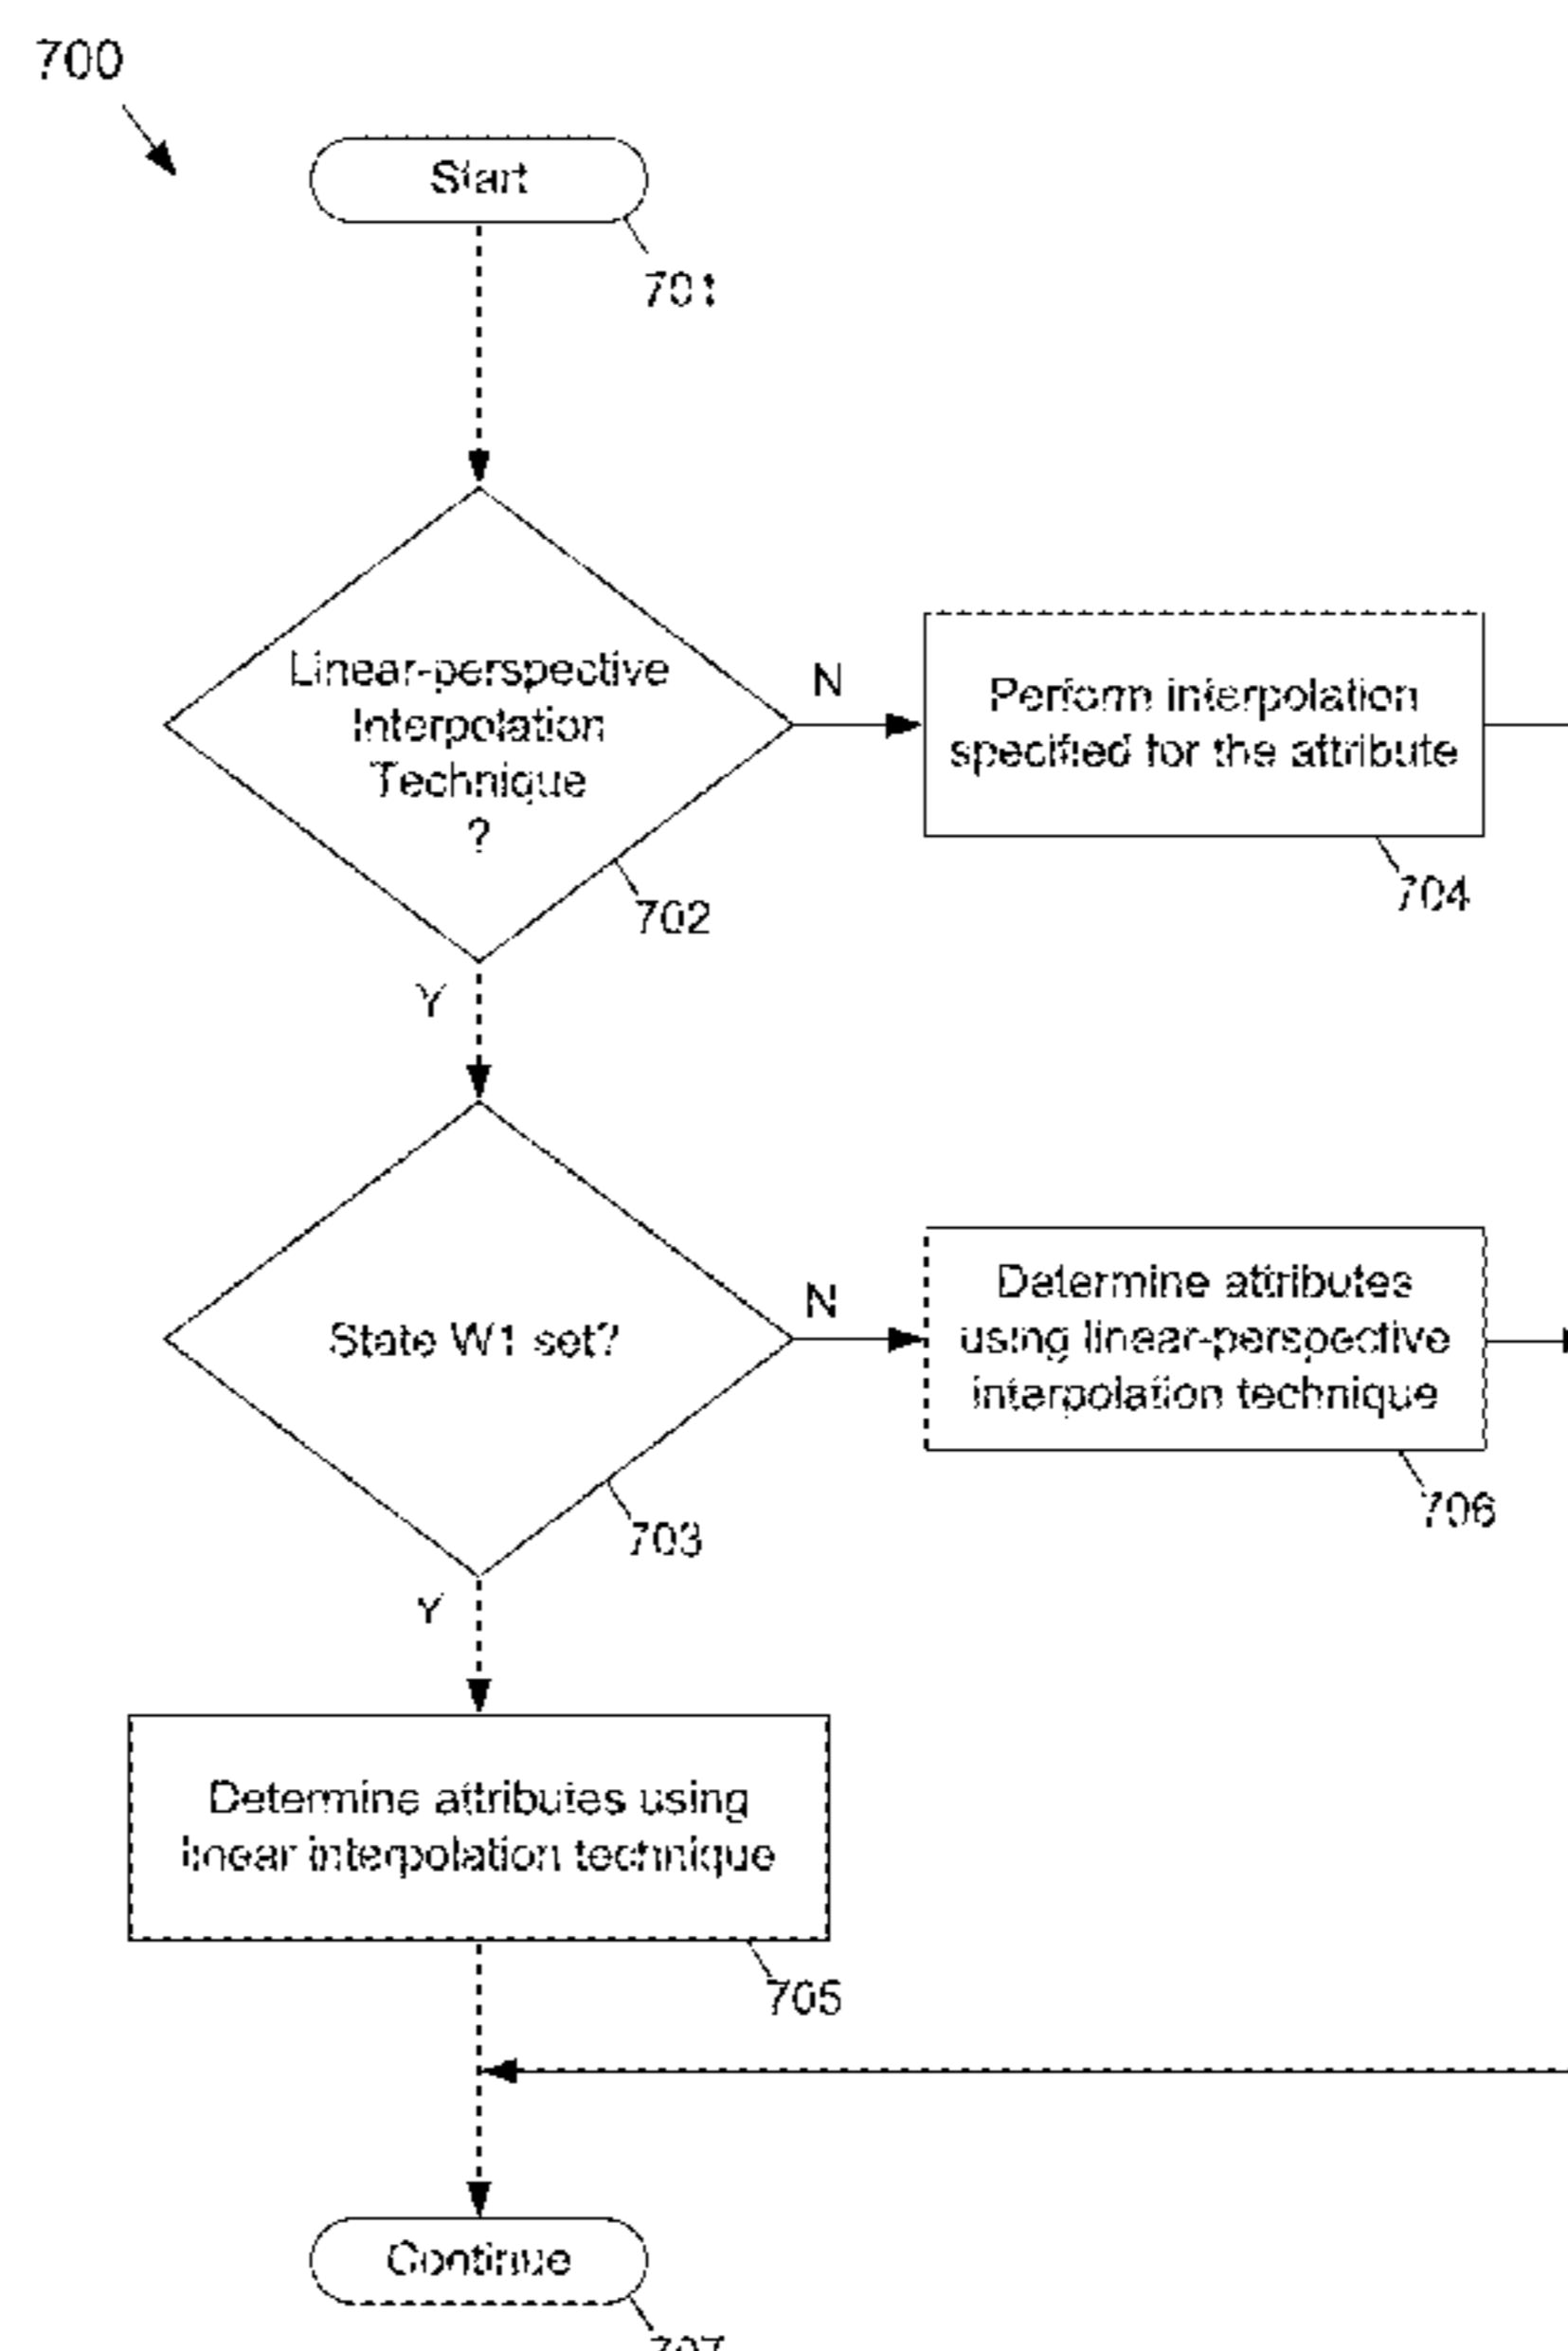 700
Start
701
Linear-perspective
Interpolation
Technique
?
702
N
Perform interpolation
specified for the attribute
704
Y
State W1 set?
703
N
Determine attributes
using linear-perspective
interpolation technique
706
Y
Determine attributes using
linear interpolation technique
705
Continue
707